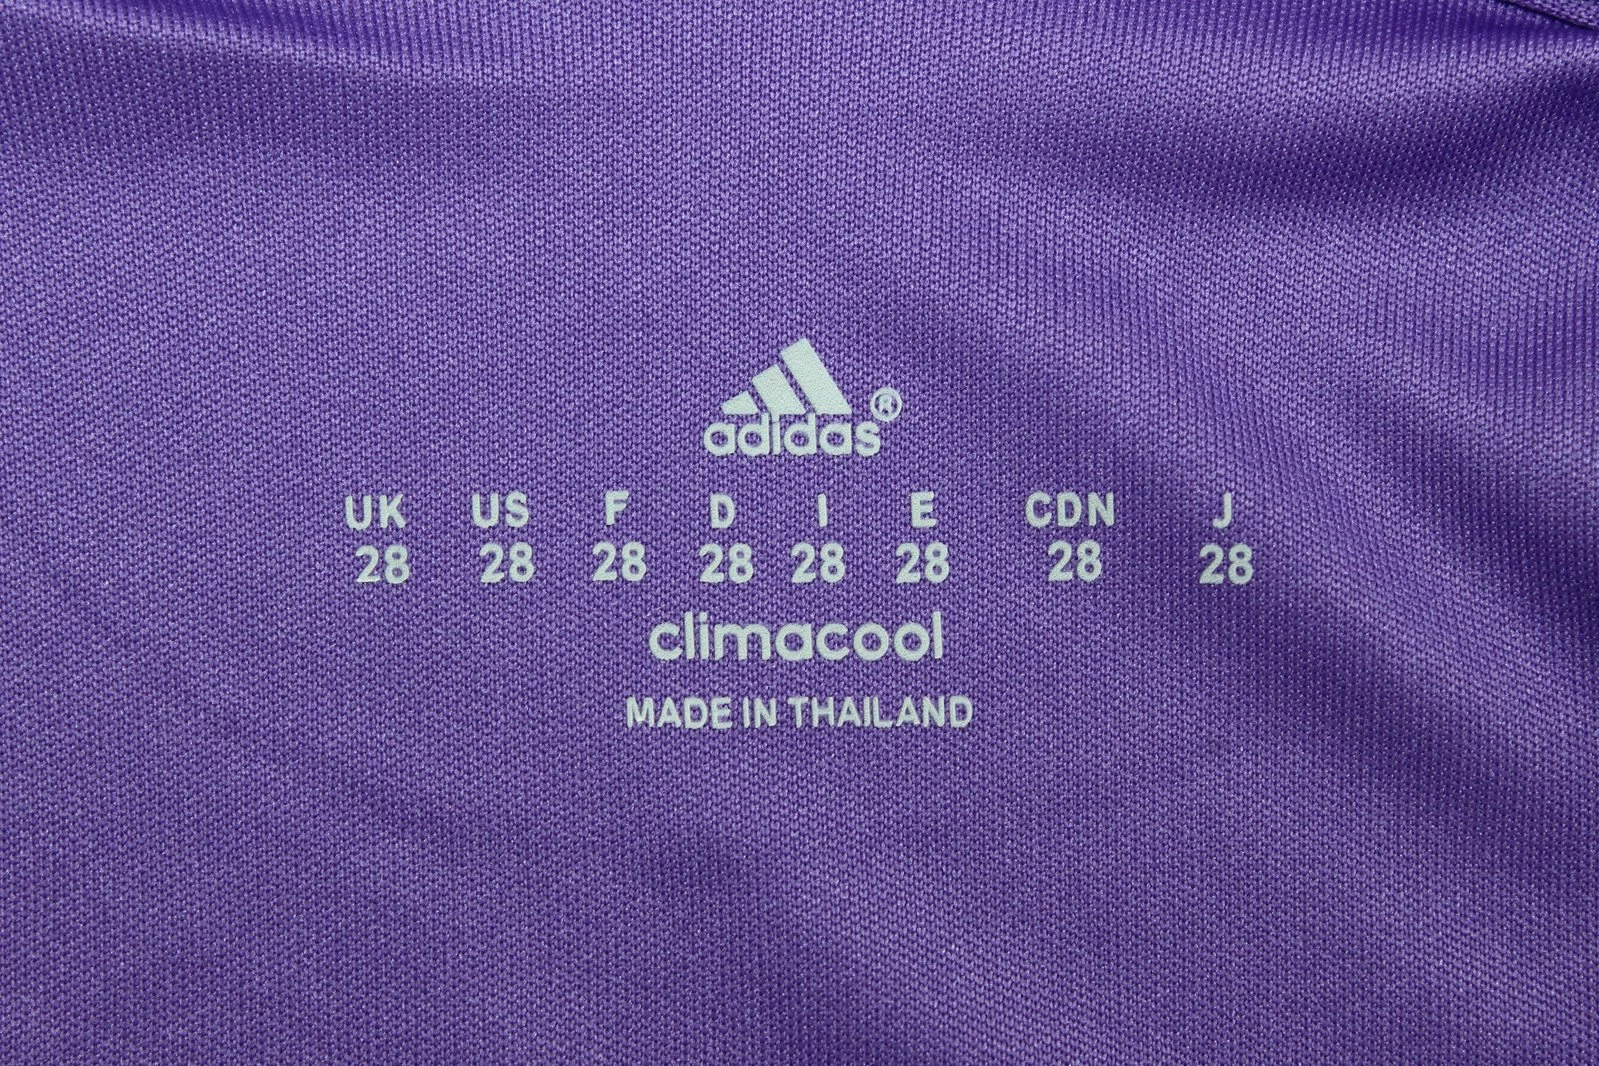 adidas®
UK US F D I E CDN J
28 28 28 28 28 28 28 28
climacool
MADE IN THAILAND